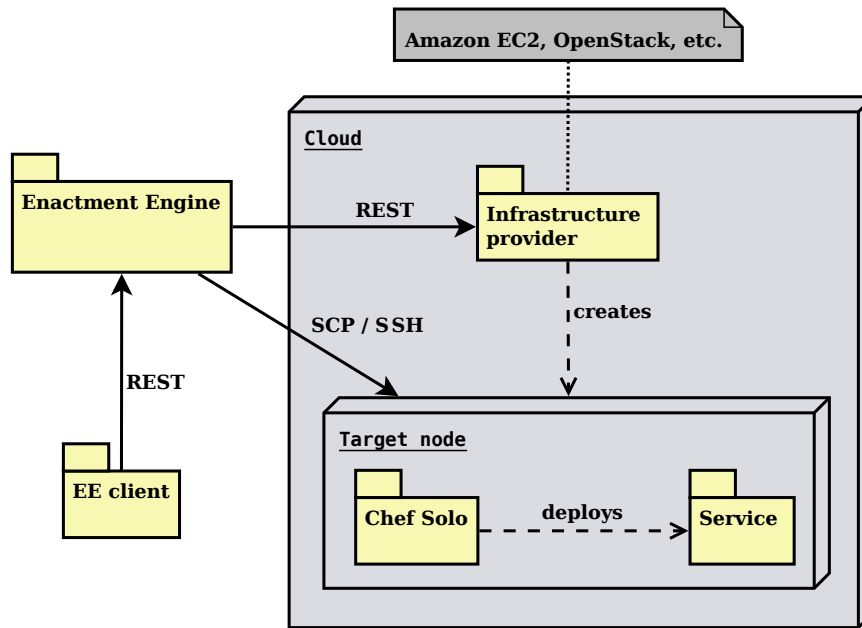 Amazon EC2, OpenStack, etc.
Cloud
Enactment Engine
REST
Infrastructure
provider
SCP / SSH
creates
REST
Target node
EE client
Chef Solo
deploys
Service